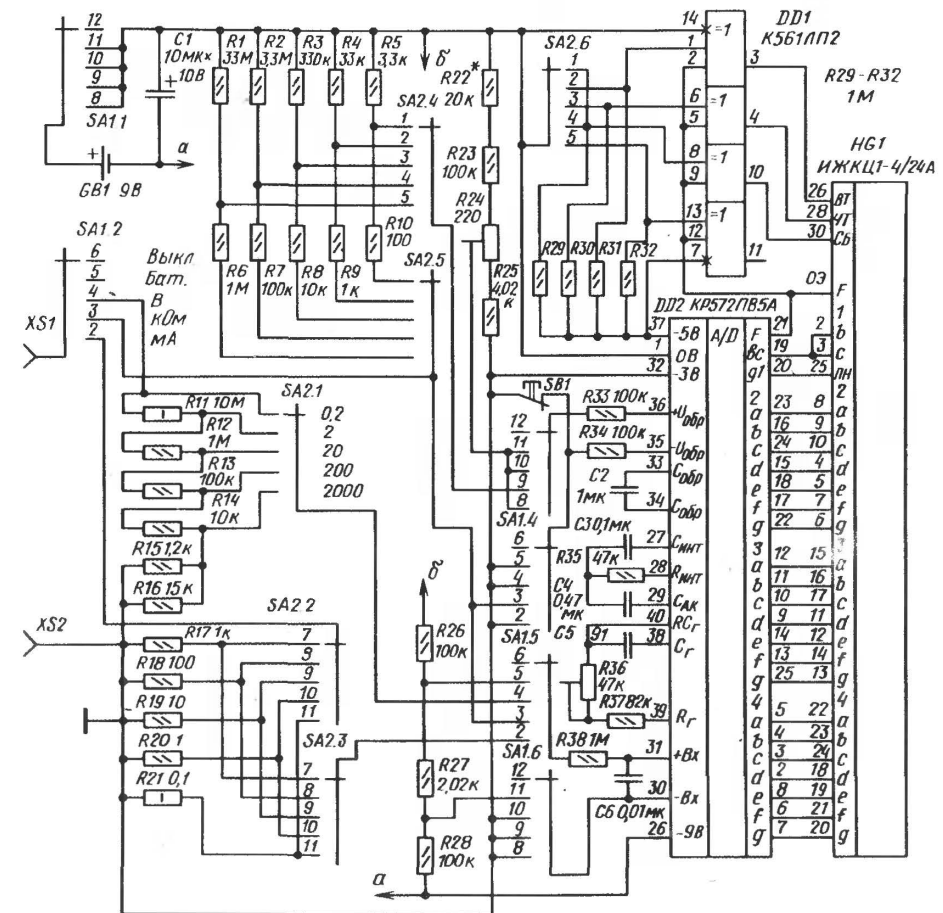 12
11
10
9
8
SA1.1
C1
10мк×
10В
R1
33М
R2
3,3М
R3
330к
R4
33к
R5
3,3к
δ
R22*
20к
SA2.6
1
2
3
4
5
14
1
2
6
5
8
9
13
12
7
=1
=1
=1
=1
3
4
10
11
DD1
К561ЛП2
R29-R32
1М
HG1
ИЖКЦ1-4/24А
GB1 9В
а
SA2.4
1
2
3
4
5
R23
100к
R24
220
R25
4,02
к
26 ВТ
28 ЧТ
30 СБ
ОЭ F
SA1.2
6 Выкл
5 бат.
4 В
3 кОм
2 мА
XS1
R6
1М
R7
100к
R8
10к
R9
1к
R10
100
SA2.5
R29
R30
R31
R32
DD2 КР572ПВ5А
A/D
37 -5В
1 0В
32 -3В
36 +Uобр
35 Uобр
33 Собр
34 Собр
27 Синт
28 Rинт
29 САК
40 RCг
38 Cг
39 Rг
31 +Вх
30 -Вх
26 -9В
SA2.1
0,2
2
20
200
2000
R11 10М
R12
1М
R13
100к
R14
10к
R15 1,2к
R16 15к
SB1
R33 100к
R34 100к
C2
1мк
12
11
10
9
8
SA1.4
6
5
4
3
2
SA1.5
6
5
4
3
2
SA1.6
12
11
10
9
8
C3 0,1мк
R35
47к
C4
0,47
мк
C5
91
R36
47к
R37 82к
R38 1М
C6 0,01мк
SA2.2
XS2
R17 1к
R18 100
R19 10
R20 1
R21 0,1
7
9
9
10
11
SA2.3
7
8
9
10
11
δ
R26
100к
R27
2,02к
R28
100к
а
F 21
вс 19
g1 20
1
2 b
3 с
25 ПН
2
a 23 8 a
b 16 9 b
c 24 10 c
d 15 4 d
e 18 5 e
f 17 7 f
g 22 6 g
3
a 12 15 a
b 11 16 b
c 10 17 c
d 9 11 d
e 14 12 e
f 13 14 f
g 25 13 g
4
a 5 22 a
b 4 23 b
c 3 24 c
d 2 18 d
e 8 19 e
f 6 21 f
g 7 20 g